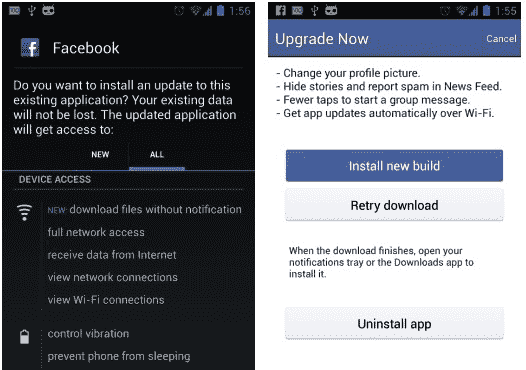 1:56
Facebook
Do you want to install an update to this
existing application? Your existing data
will not be lost. The updated application
will get access to:
NEW ALL
DEVICE ACCESS
NEW: download files without notification
full network access
receive data from Internet
view network connections
view Wi-Fi connections
control vibration
prevent phone from sleeping
1:55
Upgrade Now Cancel
- Change your profile picture.
- Hide stories and report spam in News Feed.
- Fewer taps to start a group message.
- Get app updates automatically over Wi-Fi.
Install new build
Retry download
When the download finishes, open your
notifications tray or the Downloads app to
install it.
Uninstall app